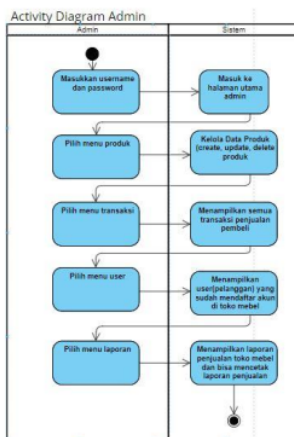 Activity Diagram Admin
Admin
Sistem
Masukkan username
dan password
Masuk ke
halaman utama
admin
Pilih menu produk
Kelola Data Produk
(create, update, delete
produk
Pilih menu transaksi
Menampilkan semua
transaksi penjualan
pembeli
Pilih menu user
Menampilkan
user(pelanggan) yang
sudah mendaftar akun
di toko mebel
Pilih menu laporan
Menampilkan laporan
penjualan toko mebel
dan bisa mencetak
laporan penjualan